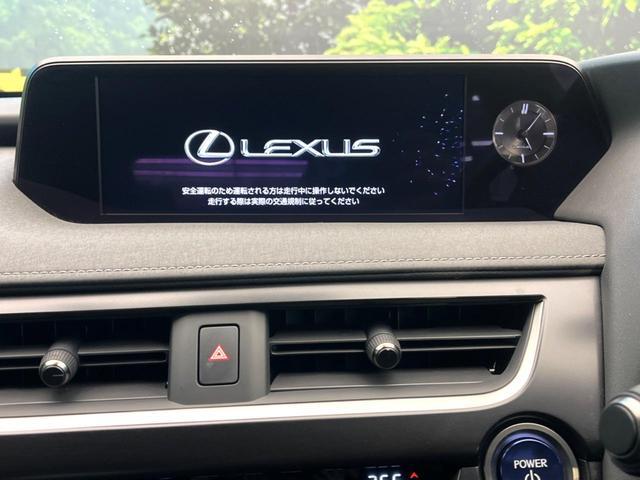 LEXUS
安全運転のため運転される方は走行中に操作しないでください
走行する際は実際の交通規制に従ってください
POWER